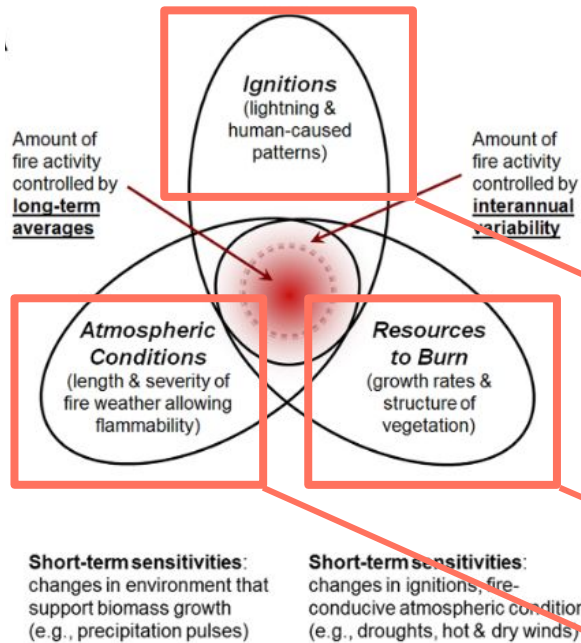 Ignitions
(lightning &
human-caused
patterns)
Amount of
fire activity
controlled by
long-term
averages
Amount of
fire activity
controlled by
interannual
variability
Atmospheric
Conditions
(length & severity of
fire weather allowing
flammability)
Resources
to Burn
(growth rates &
structure of
vegetation)
Short-term sensitivities:
changes in environment that
support biomass growth
(e.g., precipitation pulses)
Short-term sensitivities:
changes in ignitions, fire-
conducive atmospheric condition
(e.g., droughts, hot & dry winds)